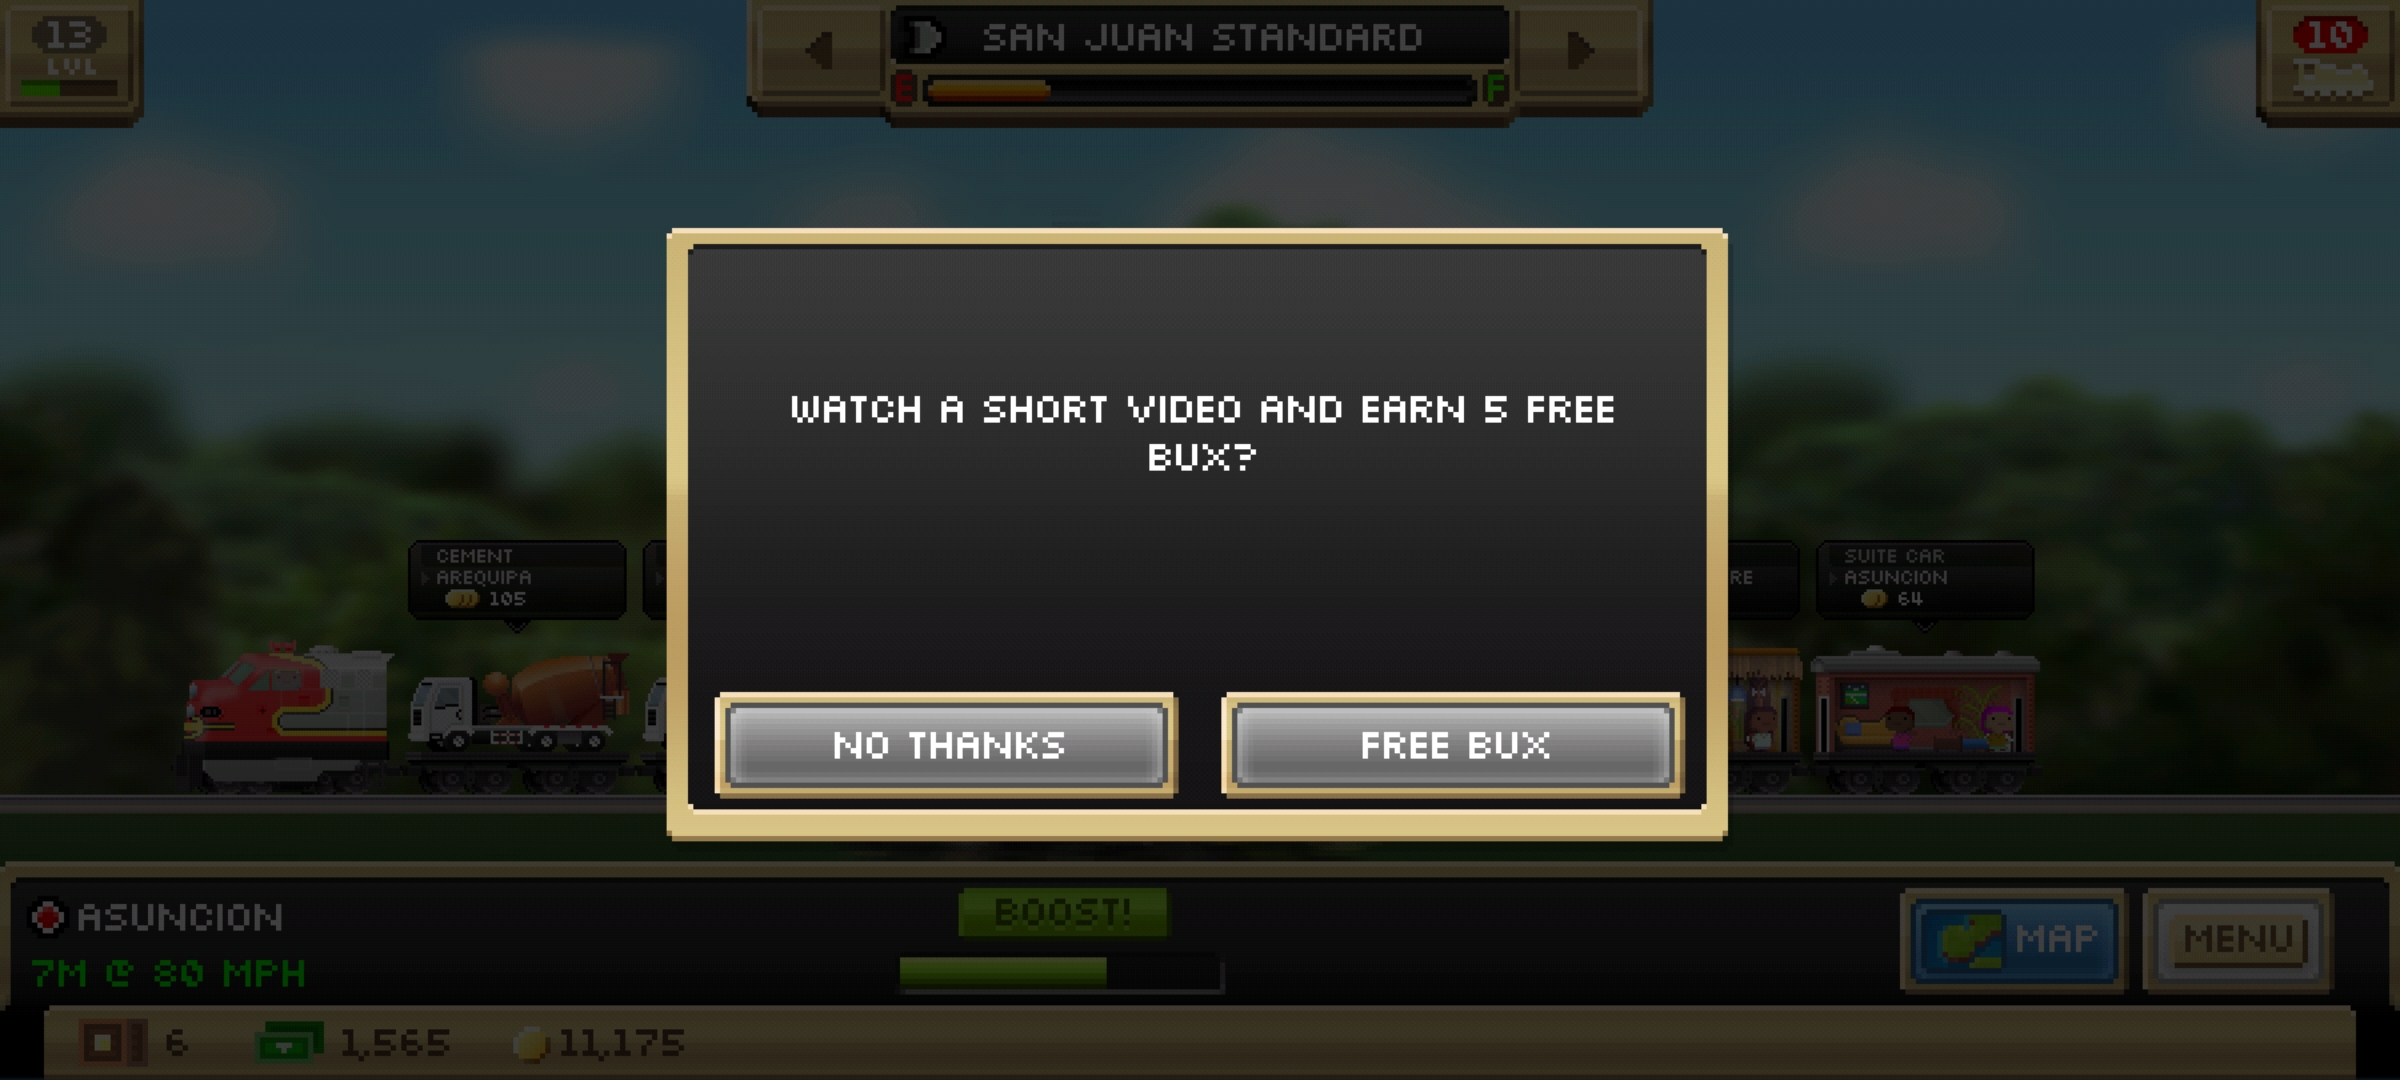 13
LVL
SAN JUAN STANDARD
E F
10
WATCH A SHORT VIDEO AND EARN 5 FREE
BUX?
CEMENT
AREQUIPA
105
RE
SUITE CAR
ASUNCION
64
NO THANKS
FREE BUX
ASUNCION
7M @ 80 MPH
BOOST!
MAP
MENU
6
1,565
11,175